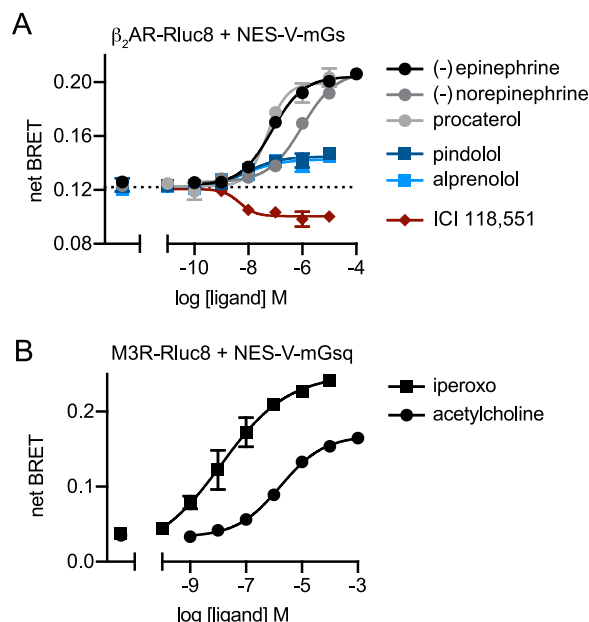 A
β₂AR-Rluc8 + NES-V-mGs
0.20
0.16
0.12
0.08
net BRET
-10
-8
-6
-4
log [ligand] M
(-) epinephrine
(-) norepinephrine
procaterol
pindolol
alprenolol
ICI 118,551
B
M3R-Rluc8 + NES-V-mGsq
0.2
0.1
0.0
net BRET
-9
-7
-5
-3
log [ligand] M
iperoxo
acetylcholine